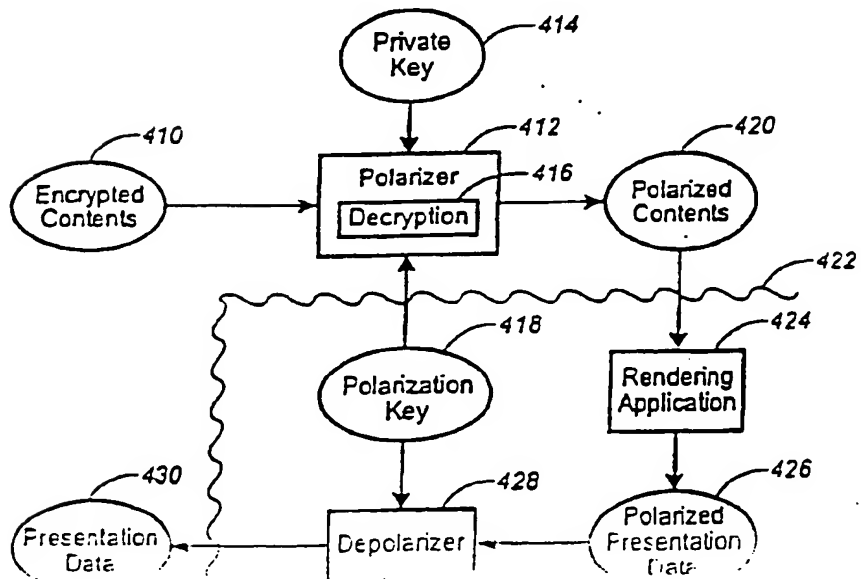 Private
Key
414
410
412
420
Encrypted
Contents
Polarizer
416
Decryption
Polarized
Contents
422
418
424
Polarization
Key
Rendering
Application
430
428
426
Presentation
Data
Depolarizer
Polarized
Presentation
Data